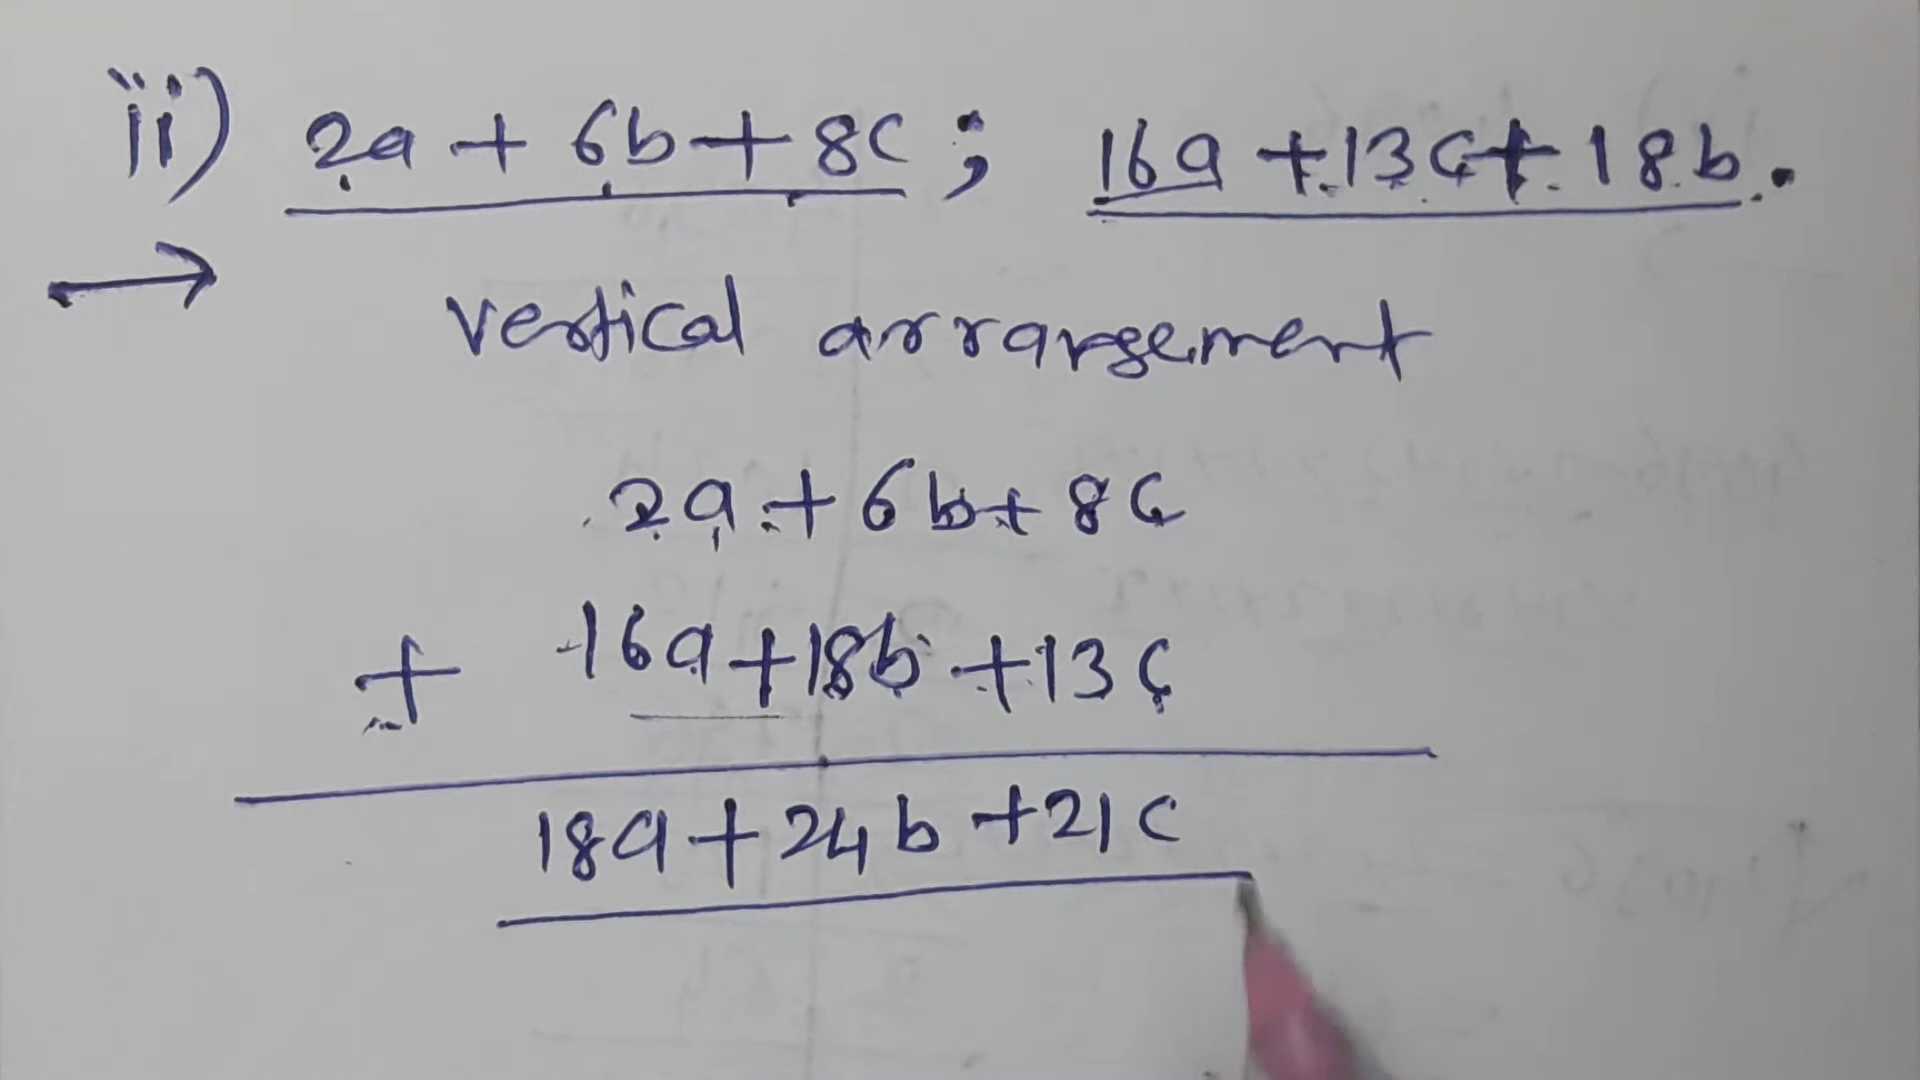 ii) 2a + 6b + 8c ; 16a + 13c + 18b.
→ vertical arrangement
2a + 6b + 8c
+ 16a + 18b + 13c
18a + 24b + 21c